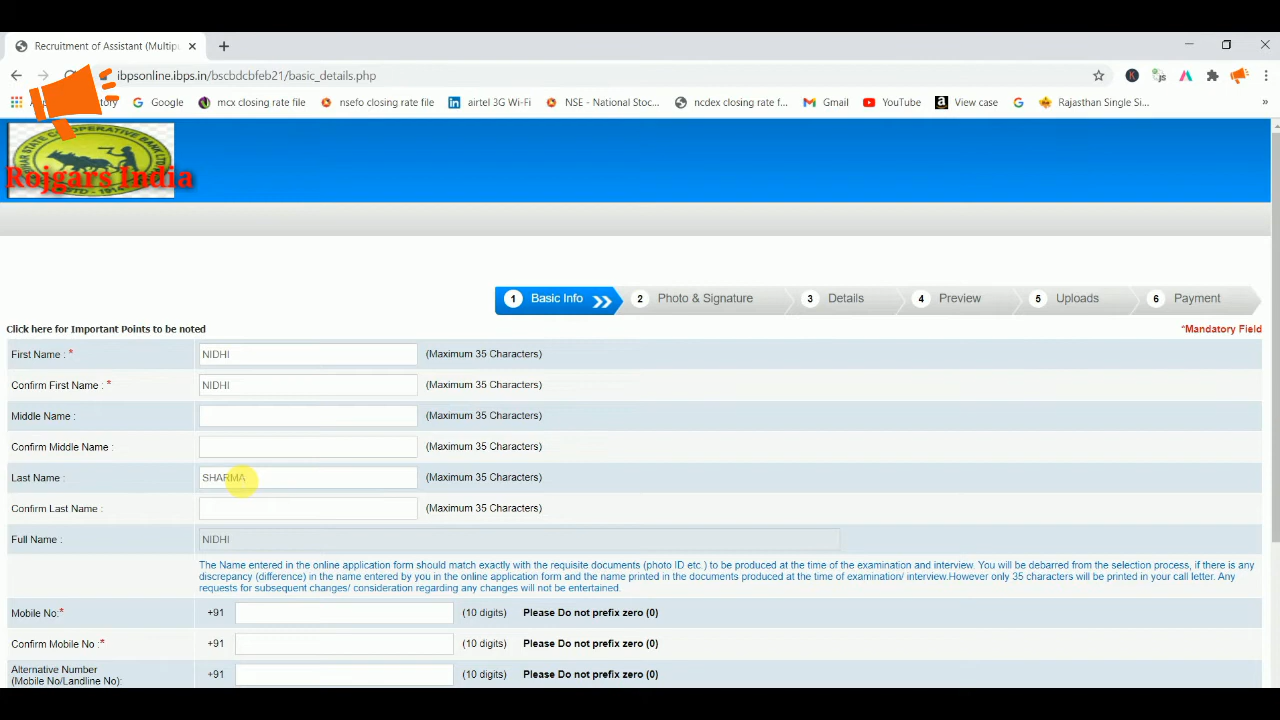 Recruitment of Assistant (Multipu
ibpsonline.ibps.in/bscbdcbfeb21/basic_details.php
Google
mcx closing rate file
nsefo closing rate file
airtel 3G Wi-Fi
NSE - National Stoc...
ncdex closing rate f...
Gmail
YouTube
View case
Rajasthan Single Si...
»
Rojgars India
1 Basic Info
2 Photo & Signature
3 Details
4 Preview
5 Uploads
6 Payment
Click here for Important Points to be noted
*Mandatory Field
First Name : * NIDHI (Maximum 35 Characters)
Confirm First Name : * NIDHI (Maximum 35 Characters)
Middle Name : (Maximum 35 Characters)
Confirm Middle Name : (Maximum 35 Characters)
Last Name : SHARMA (Maximum 35 Characters)
Confirm Last Name : (Maximum 35 Characters)
Full Name : NIDHI
The Name entered in the online application form should match exactly with the requisite documents (photo ID etc.) to be produced at the time of the examination and interview. You will be debarred from the selection process, if there is any
discrepancy (difference) in the name entered by you in the online application form and the name printed in the documents produced at the time of examination/ interview.However only 35 characters will be printed in your call letter. Any
requests for subsequent changes/ consideration regarding any changes will not be entertained.
Mobile No:* +91 (10 digits) Please Do not prefix zero (0)
Confirm Mobile No :* +91 (10 digits) Please Do not prefix zero (0)
Alternative Number
(Mobile No/Landline No): +91 (10 digits) Please Do not prefix zero (0)